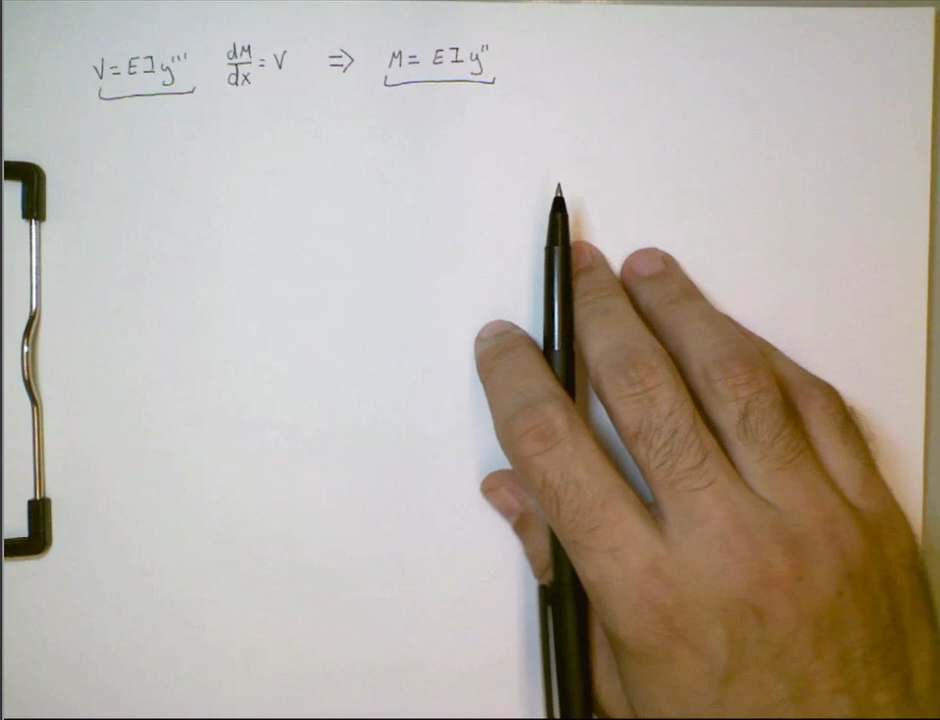 V = EIy''' dM/dx = V ⇒ M = EIy''